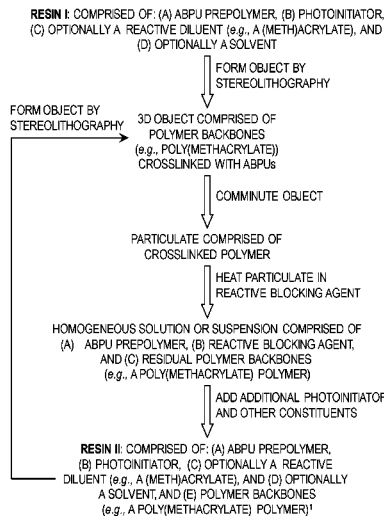 RESIN I: COMPRISED OF: (A) ABPU PREPOLYMER, (B) PHOTOINITIATOR,
(C) OPTIONALLY A REACTIVE DILUENT (e.g., A (METH)ACRYLATE), AND
(D) OPTIONALLY A SOLVENT
FORM OBJECT BY
STEREOLITHOGRAPHY
FORM OBJECT BY
STEREOLITHOGRAPHY
3D OBJECT COMPRISED OF
POLYMER BACKBONES
(e.g., POLY(METHACRYLATE))
CROSSLINKED WITH ABPUs
COMMINUTE OBJECT
PARTICULATE COMPRISED OF
CROSSLINKED POLYMER
HEAT PARTICULATE IN
REACTIVE BLOCKING AGENT
HOMOGENEOUS SOLUTION OR SUSPENSION COMPRISED OF
(A) ABPU PREPOLYMER, (B) REACTIVE BLOCKING AGENT,
AND (C) RESIDUAL POLYMER BACKBONES
(e.g., A POLY(METHACRYLATE) POLYMER)
ADD ADDITIONAL PHOTOINITIATOR
AND OTHER CONSTITUENTS
RESIN II: COMPRISED OF: (A) ABPU PREPOLYMER,
(B) PHOTOINITIATOR, (C) OPTIONALLY A REACTIVE
DILUENT (e.g., A (METH)ACRYLATE), AND (D) OPTIONALLY
A SOLVENT, AND (E) POLYMER BACKBONES
(e.g., A POLY(METHACRYLATE) POLYMER)¹